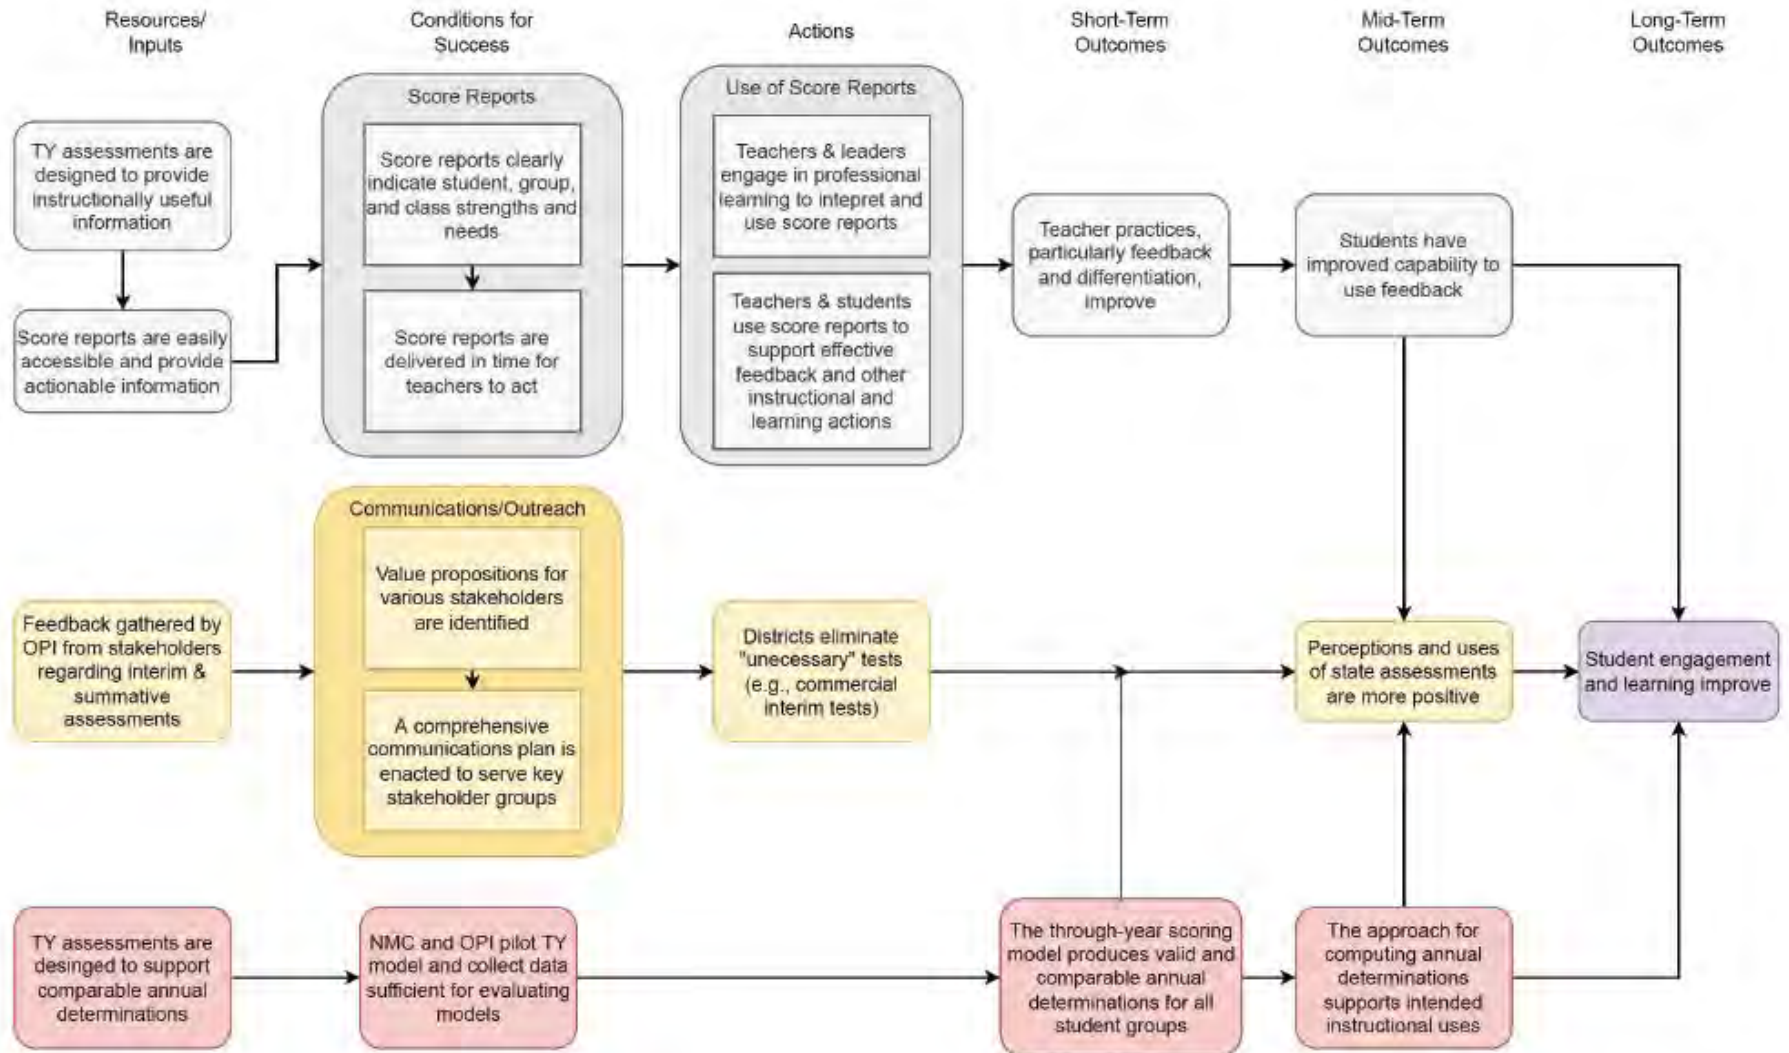 Resources/
Inputs
Conditions for
Success
Actions
Short-Term
Outcomes
Mid-Term
Outcomes
Long-Term
Outcomes
TY assessments are
designed to provide
instructionally useful
information
Score reports are easily
accessible and provide
actionable information
Score Reports
Score reports clearly
indicate student, group,
and class strengths and
needs
Score reports are
delivered in time for
teachers to act
Use of Score Reports
Teachers & leaders
engage in professional
learning to intepret and
use score reports
Teachers & students
use score reports to
support effective
feedback and other
instructional and
learning actions
Teacher practices,
particularly feedback
and differentiation,
improve
Students have
improved capability to
use feedback
Feedback gathered by
OPI from stakeholders
regarding interim &
summative
assessments
Communications/Outreach
Value propositions for
various stakeholders
are identified
A comprehensive
communications plan is
enacted to serve key
stakeholder groups
Districts eliminate
"unecessary" tests
(e.g., commercial
interim tests)
Perceptions and uses
of state assessments
are more positive
Student engagement
and learning improve
TY assessments are
desinged to support
comparable annual
determinations
NMC and OPI pilot TY
model and collect data
sufficient for evaluating
models
The through-year scoring
model produces valid and
comparable annual
determinations for all
student groups
The approach for
computing annual
determinations
supports intended
instructional uses